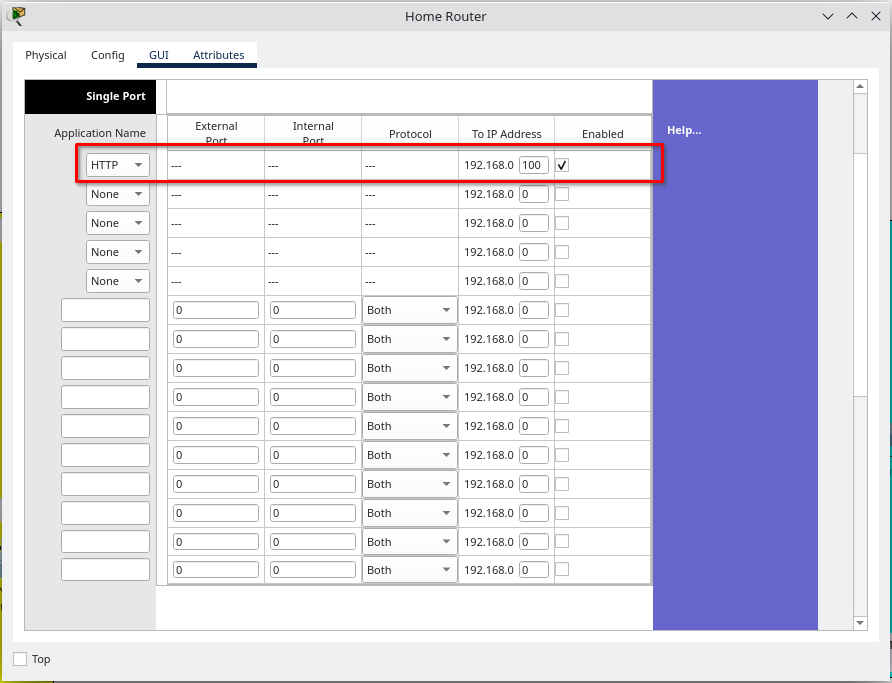 Home Router
Physical Config GUI Attributes
Single Port
Application Name External Port Internal Port Protocol To IP Address Enabled
Help...
HTTP --- --- --- 192.168.0 100
None --- --- --- 192.168.0 0
None --- --- --- 192.168.0 0
None --- --- --- 192.168.0 0
None --- --- --- 192.168.0 0
0 0 Both 192.168.0 0
0 0 Both 192.168.0 0
0 0 Both 192.168.0 0
0 0 Both 192.168.0 0
0 0 Both 192.168.0 0
0 0 Both 192.168.0 0
0 0 Both 192.168.0 0
0 0 Both 192.168.0 0
0 0 Both 192.168.0 0
0 0 Both 192.168.0 0
Top